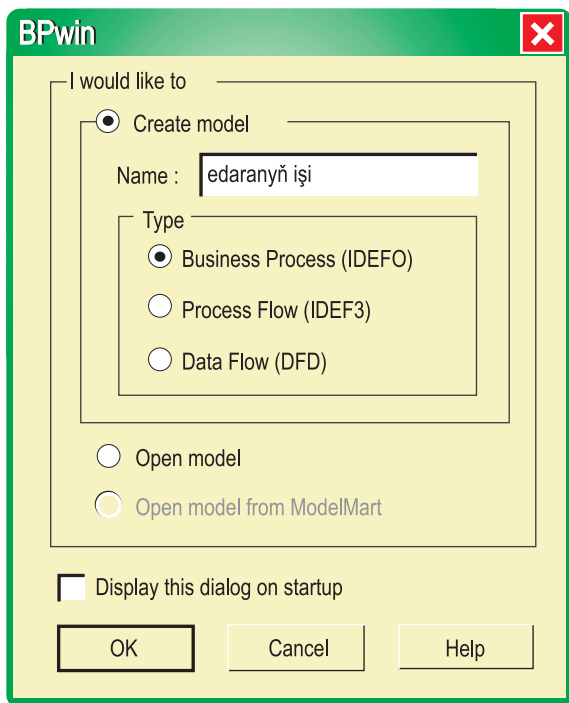 BPwin
I would like to
Create model
Name : edaranyň işi
Type
Business Process (IDEFO)
Process Flow (IDEF3)
Data Flow (DFD)
Open model
Open model from ModelMart
Display this dialog on startup
OK Cancel Help